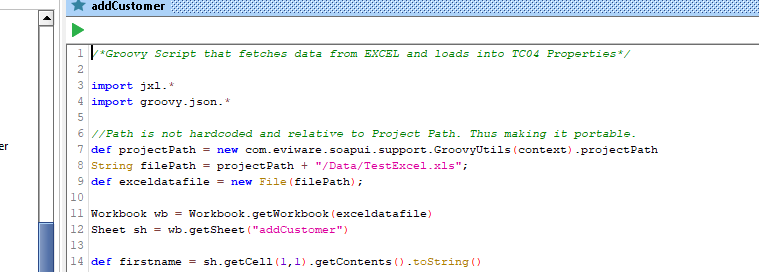 addCustomer
1 /*Groovy Script that fetches data from EXCEL and loads into TC04 Properties*/
2
3 import jxl.*
4 import groovy.json.*
5
6 //Path is not hardcoded and relative to Project Path. Thus making it portable.
7 def projectPath = new com.eviware.soapui.support.GroovyUtils(context).projectPath
8 String filePath = projectPath + "/Data/TestExcel.xls";
9 def exceldatafile = new File(filePath);
10
11 Workbook wb = Workbook.getWorkbook(exceldatafile)
12 Sheet sh = wb.getSheet("addCustomer")
13
14 def firstname = sh.getCell(1,1).getContents().toString()
er